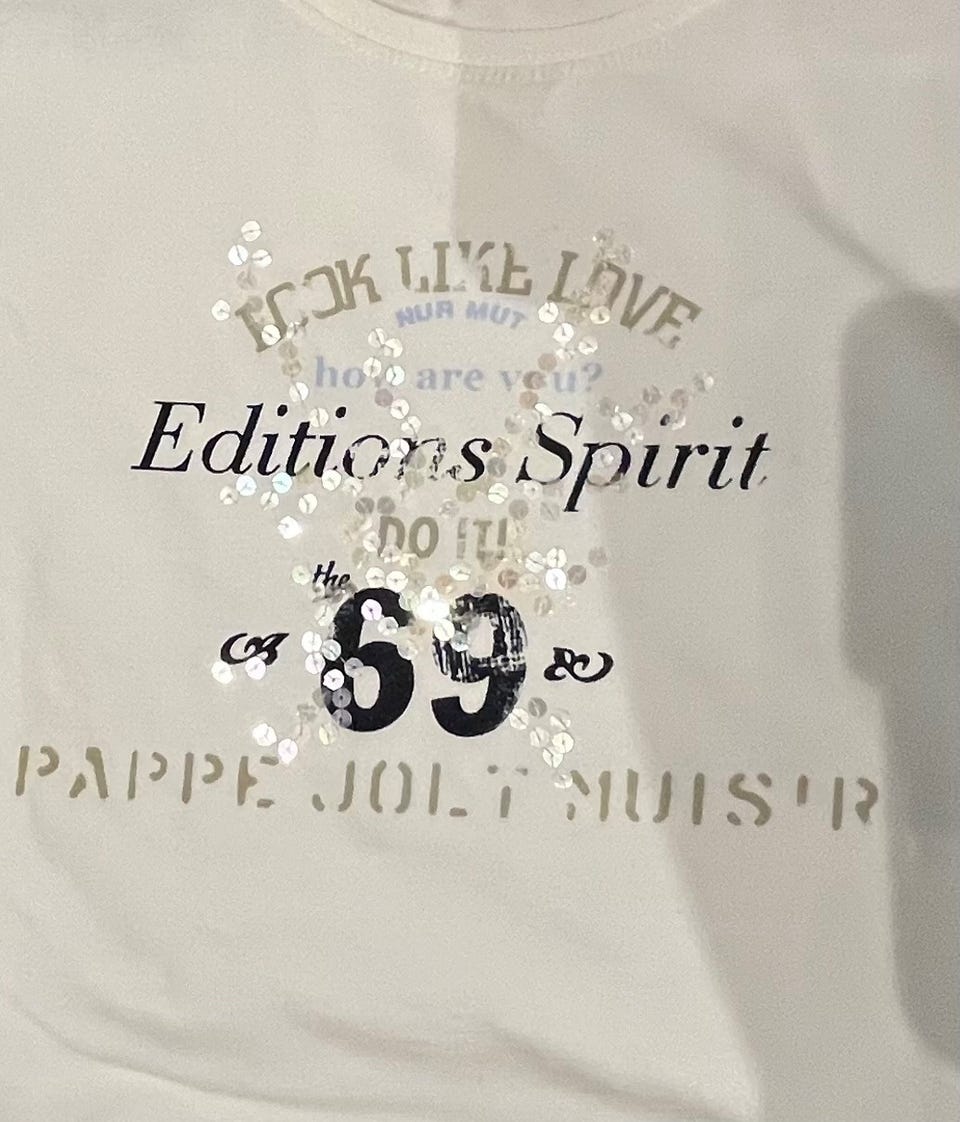 LOOK LIKE LOVE
NUR MUT
how are you?
Editions Spirit
DO IT!
the
69
PAPPE JOLT MUIS'R